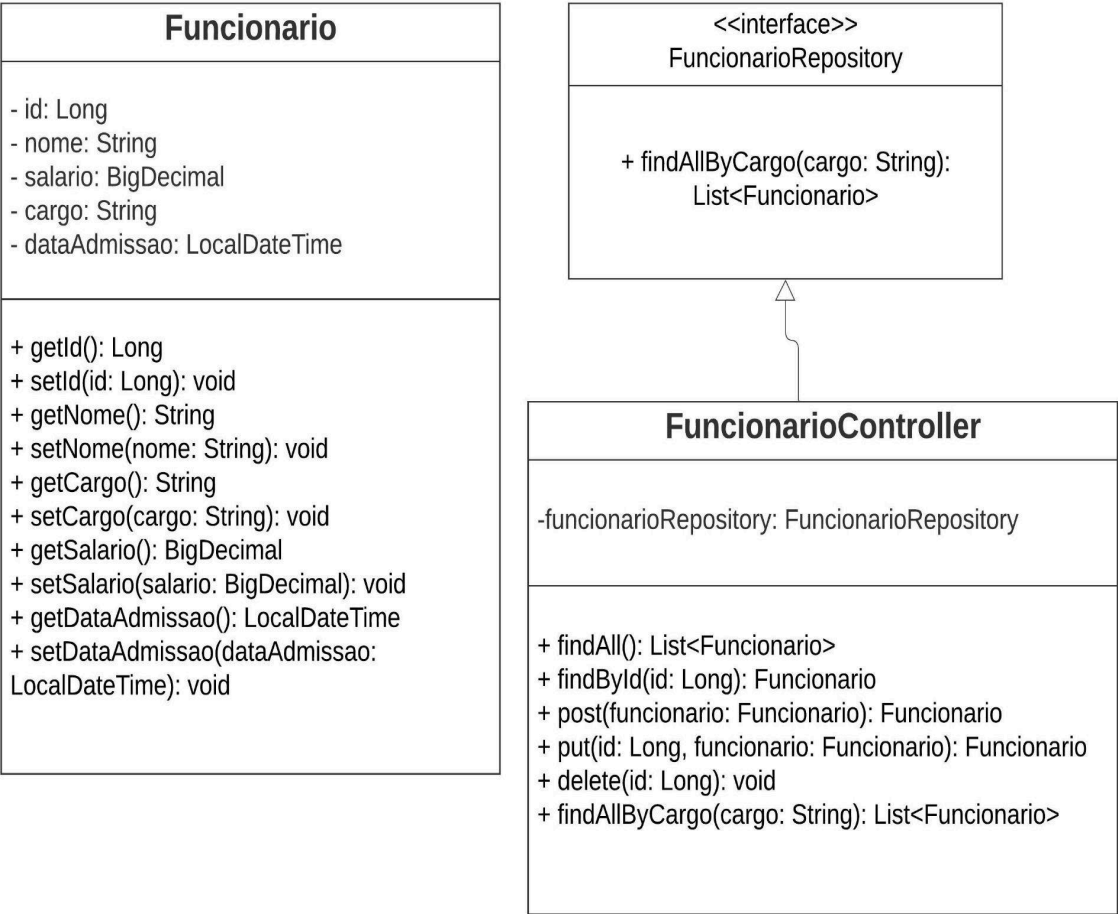 Funcionario
- id: Long
- nome: String
- salario: BigDecimal
- cargo: String
- dataAdmissao: LocalDateTime
+ getId(): Long
+ setId(id: Long): void
+ getNome(): String
+ setNome(nome: String): void
+ getCargo(): String
+ setCargo(cargo: String): void
+ getSalario(): BigDecimal
+ setSalario(salario: BigDecimal): void
+ getDataAdmissao(): LocalDateTime
+ setDataAdmissao(dataAdmissao:
LocalDateTime): void
<<interface>>
FuncionarioRepository
+ findAllByCargo(cargo: String):
List<Funcionario>
FuncionarioController
-funcionarioRepository: FuncionarioRepository
+ findAll(): List<Funcionario>
+ findById(id: Long): Funcionario
+ post(funcionario: Funcionario): Funcionario
+ put(id: Long, funcionario: Funcionario): Funcionario
+ delete(id: Long): void
+ findAllByCargo(cargo: String): List<Funcionario>